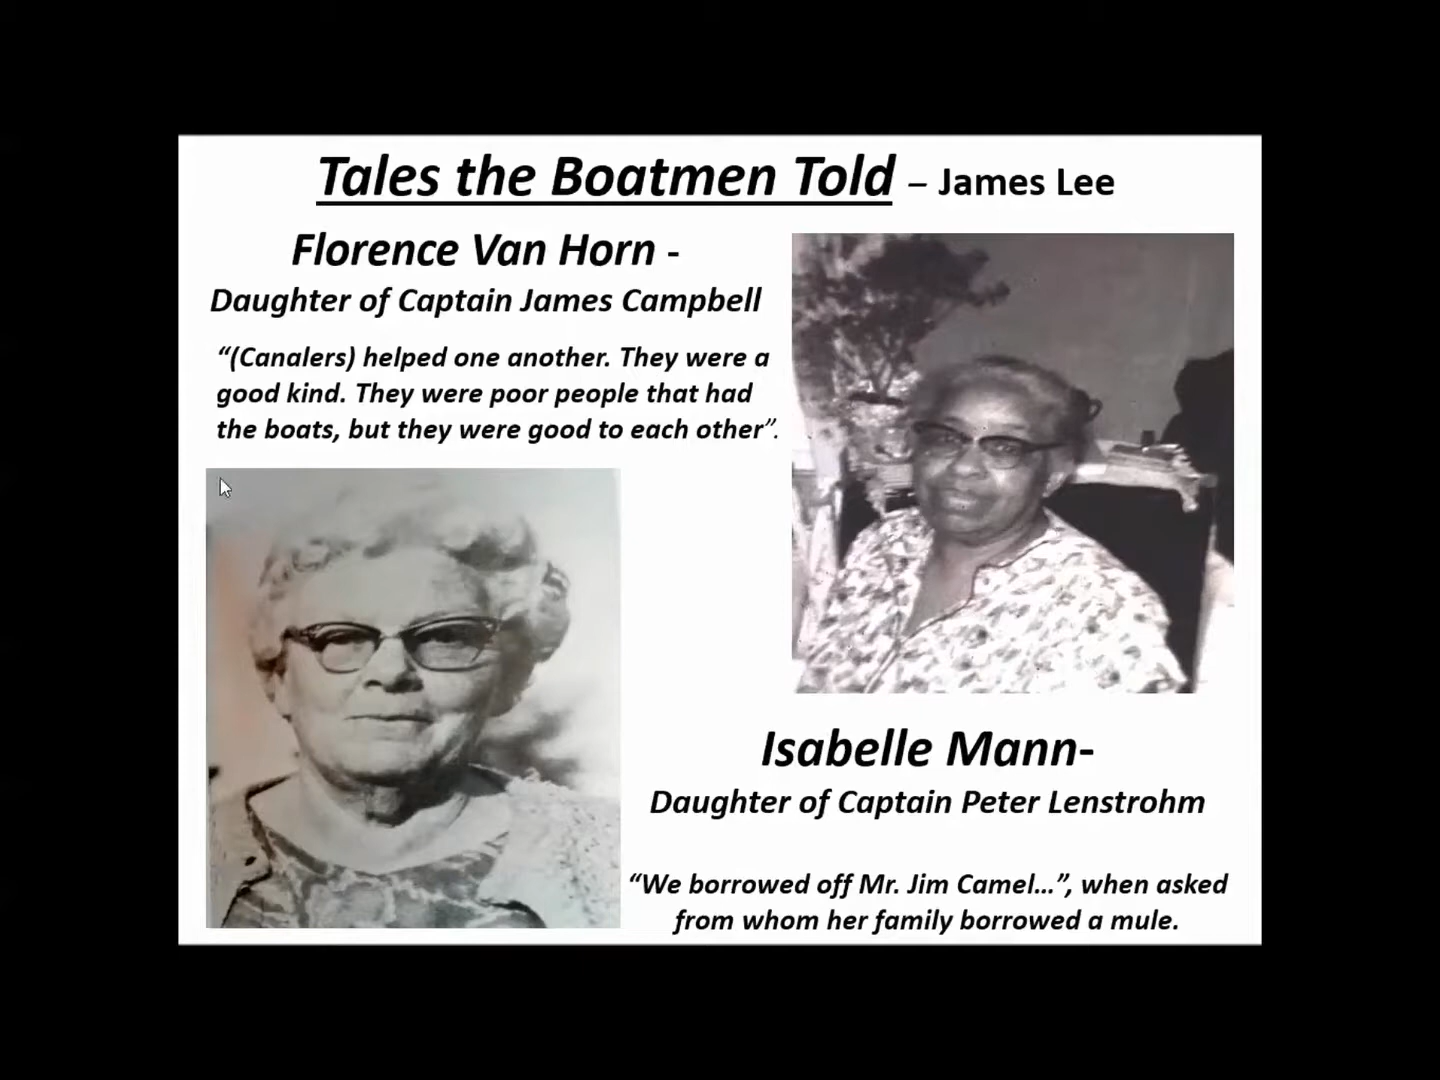 Tales the Boatmen Told – James Lee
Florence Van Horn -
Daughter of Captain James Campbell
“(Canalers) helped one another. They were a
good kind. They were poor people that had
the boats, but they were good to each other”.
Isabelle Mann-
Daughter of Captain Peter Lenstrohm
“We borrowed off Mr. Jim Camel...”, when asked
from whom her family borrowed a mule.